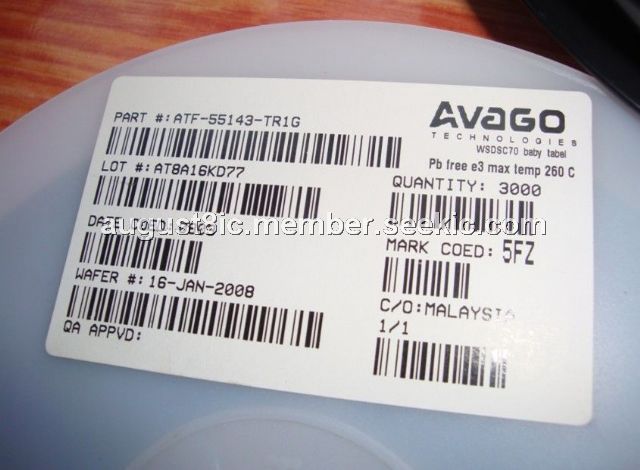 PART #:ATF-55143-TR1G
AVAGO
TECHNOLOGIES
WSDSC70 baby tabel
Pb free e3 max temp 260 C
LOT #:AT8A16KD77
QUANTITY: 3000
august8ic.member.seekic.com
MARK COED: 5FZ
WAFER #:16-JAN-2008
C/O:MALAYSIA
QA APPVD:
1/1